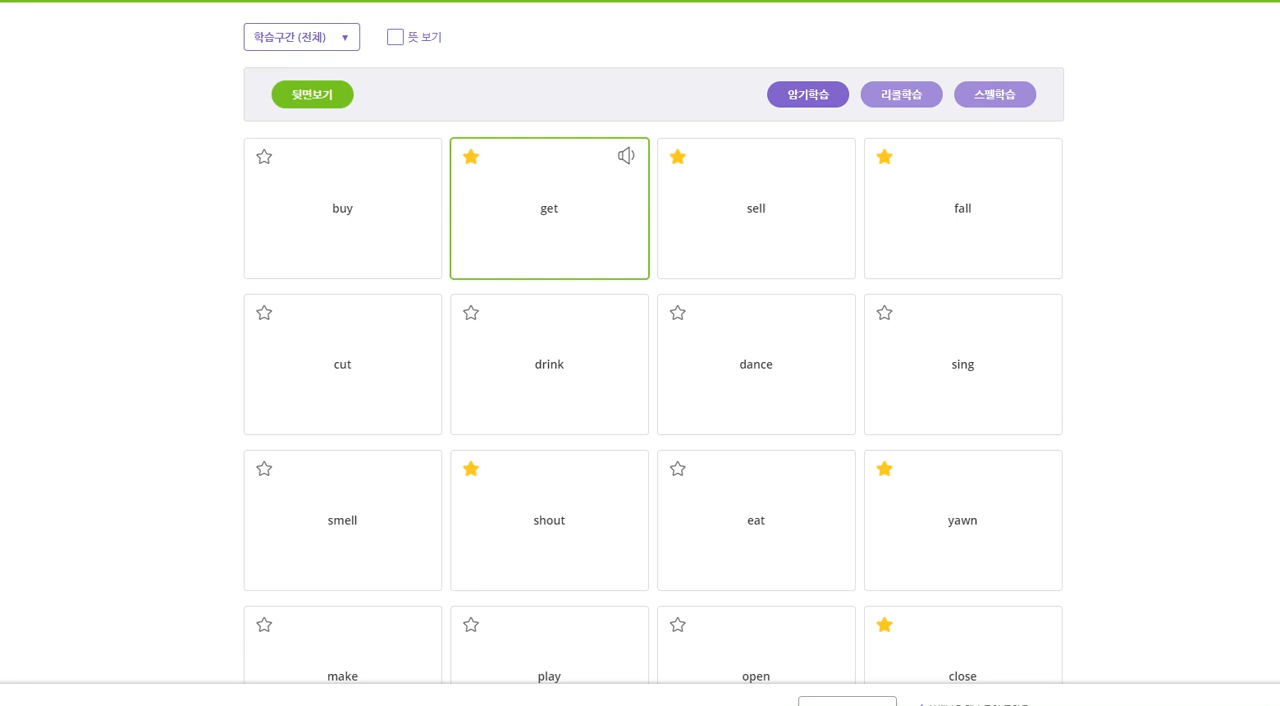 학습구간 (전체) ▼
뜻 보기
뒷면보기
암기학습 리콜학습 스펠학습
buy get sell fall
cut drink dance sing
smell shout eat yawn
make play open close